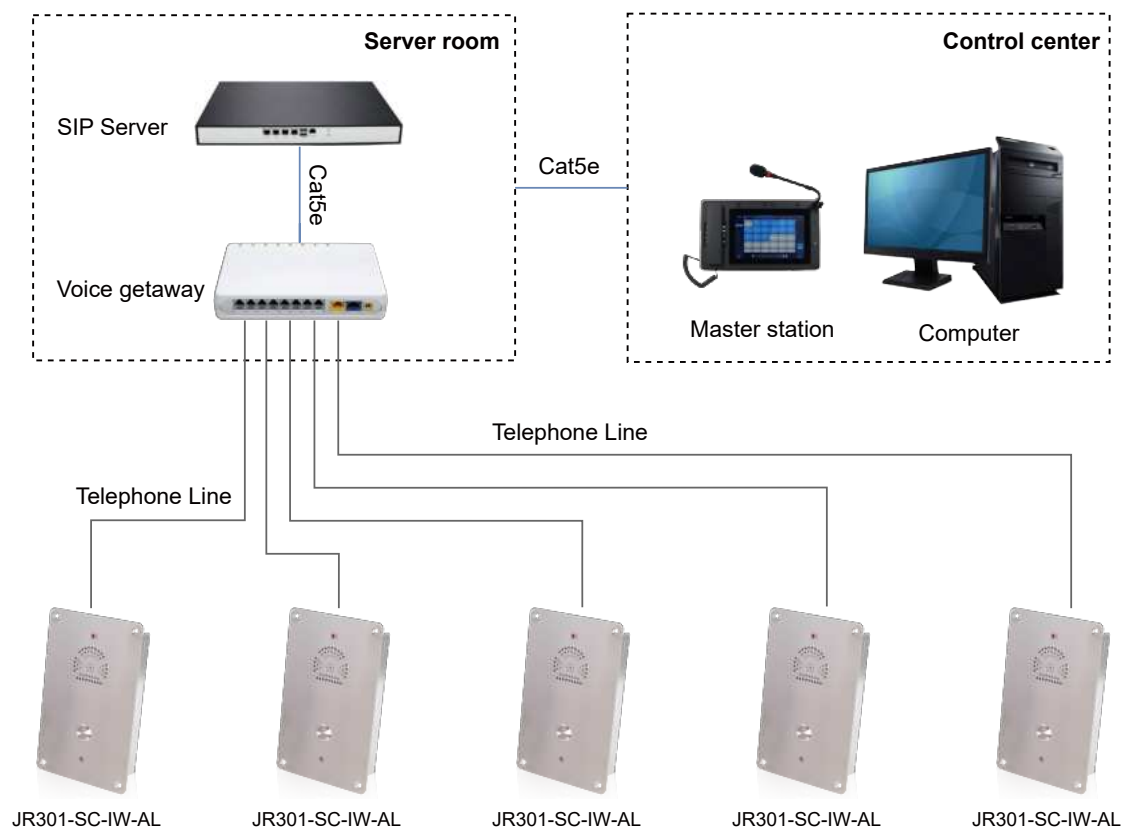 Server room
Control center
SIP Server
Cat5e
Cat5e
Voice getaway
Master station
Computer
Telephone Line
Telephone Line
JR301-SC-IW-AL
JR301-SC-IW-AL
JR301-SC-IW-AL
JR301-SC-IW-AL
JR301-SC-IW-AL